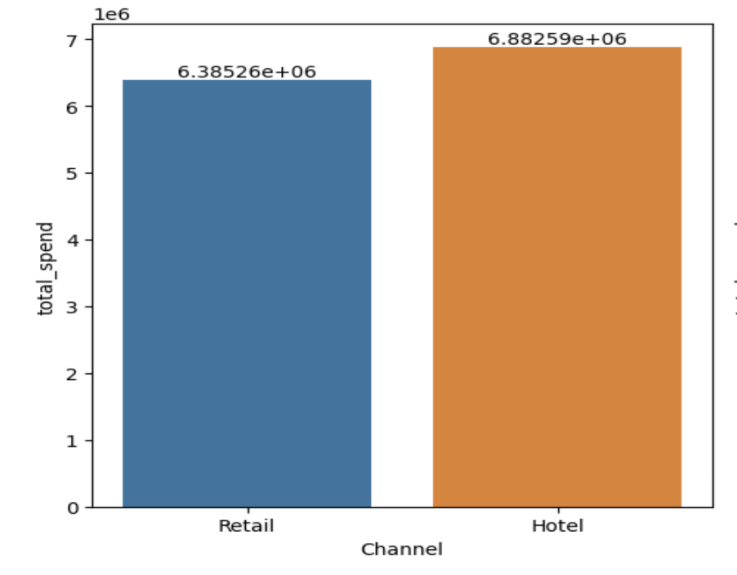 1e6
7
6.88259e+06
6.38526e+06
6
5
4
3
2
1
0
total_spend
Retail Hotel
Channel